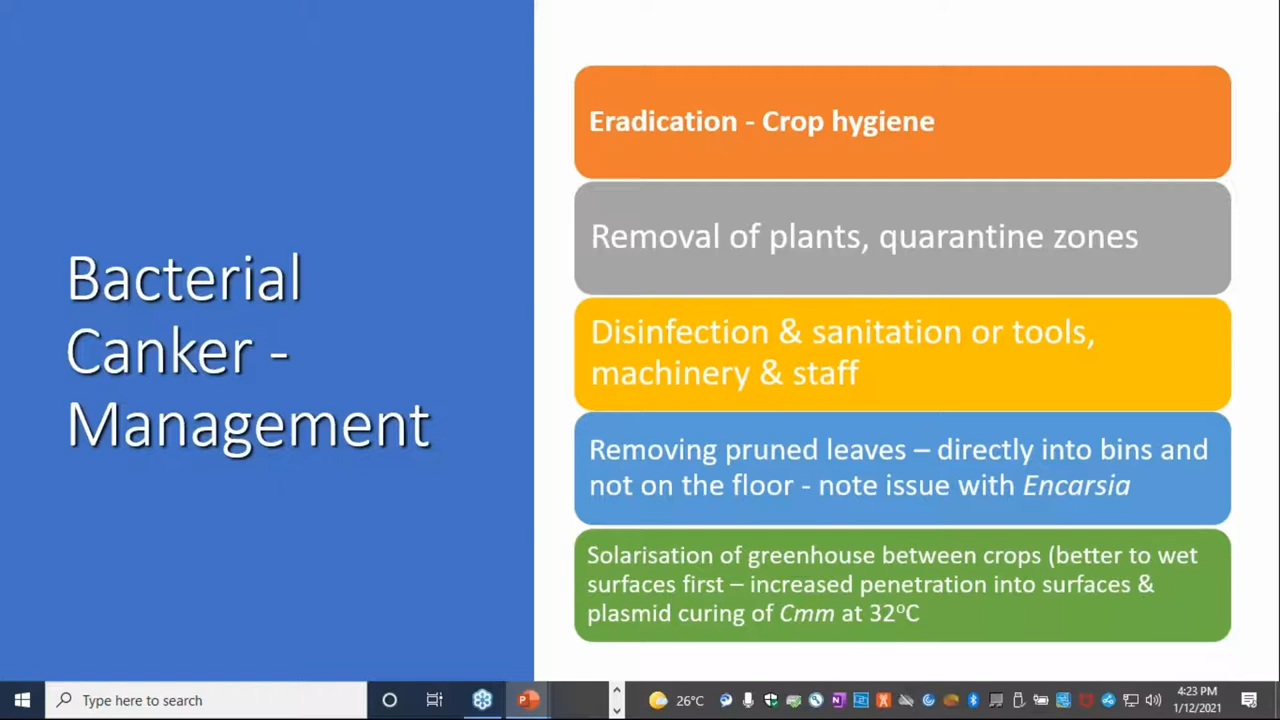 Bacterial
Canker -
Management
Eradication - Crop hygiene
Removal of plants, quarantine zones
Disinfection & sanitation or tools,
machinery & staff
Removing pruned leaves – directly into bins and
not on the floor - note issue with Encarsia
Solarisation of greenhouse between crops (better to wet
surfaces first – increased penetration into surfaces &
plasmid curing of Cmm at 32°C
Type here to search
26°C
4:23 PM
1/12/2021